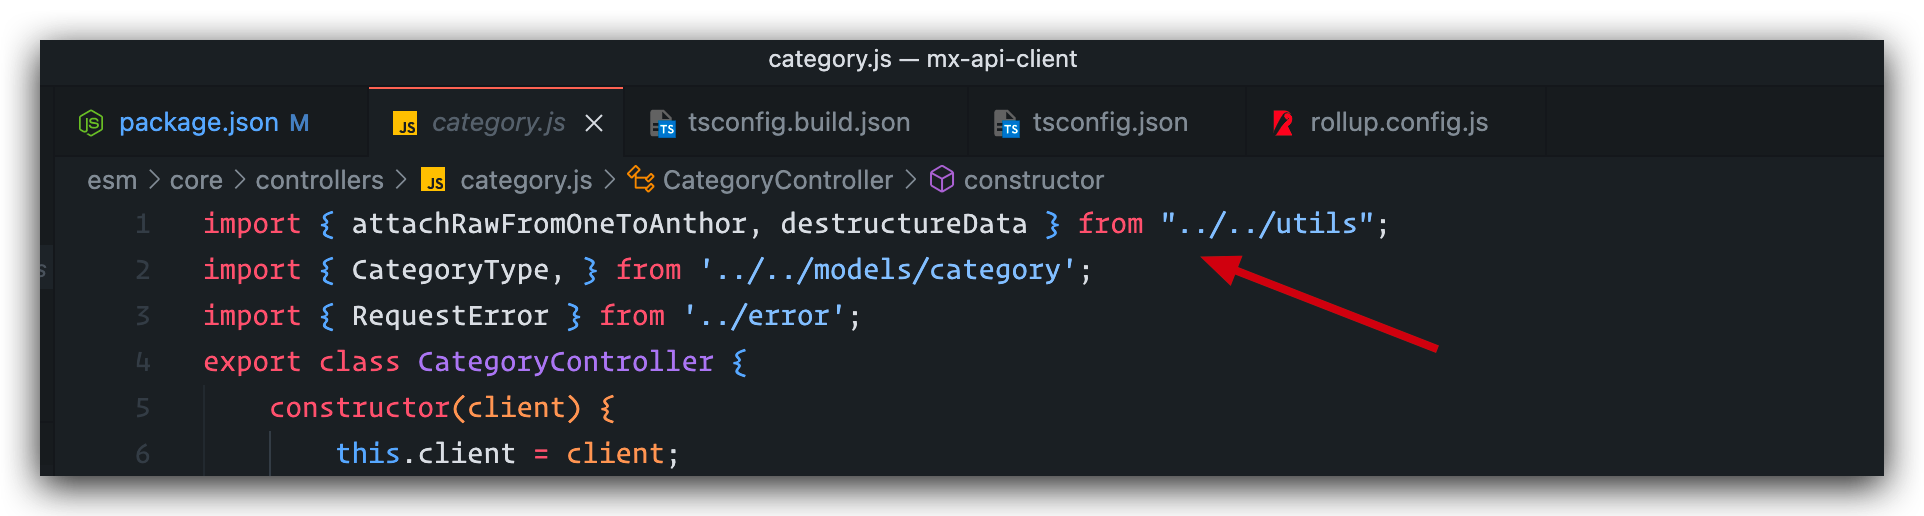 category.js — mx-api-client
package.json M category.js tsconfig.build.json tsconfig.json rollup.config.js
esm > core > controllers > category.js > CategoryController > constructor
1 import { attachRawFromOneToAnthor, destructureData } from "../../utils";
2 import { CategoryType, } from '../../models/category';
3 import { RequestError } from '../error';
4 export class CategoryController {
5 constructor(client) {
6 this.client = client;